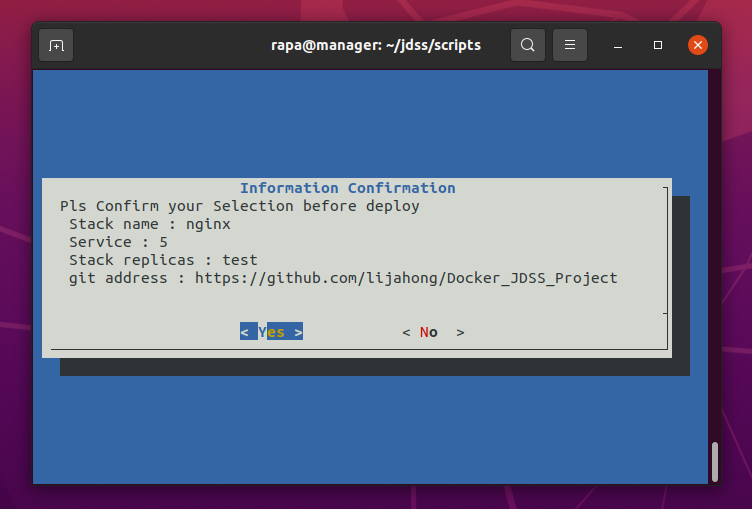 rapa@manager: ~/jdss/scripts
Information Confirmation
Pls Confirm your Selection before deploy
Stack name : nginx
Service : 5
Stack replicas : test
git address : https://github.com/lijahong/Docker_JDSS_Project
< Yes > < No >